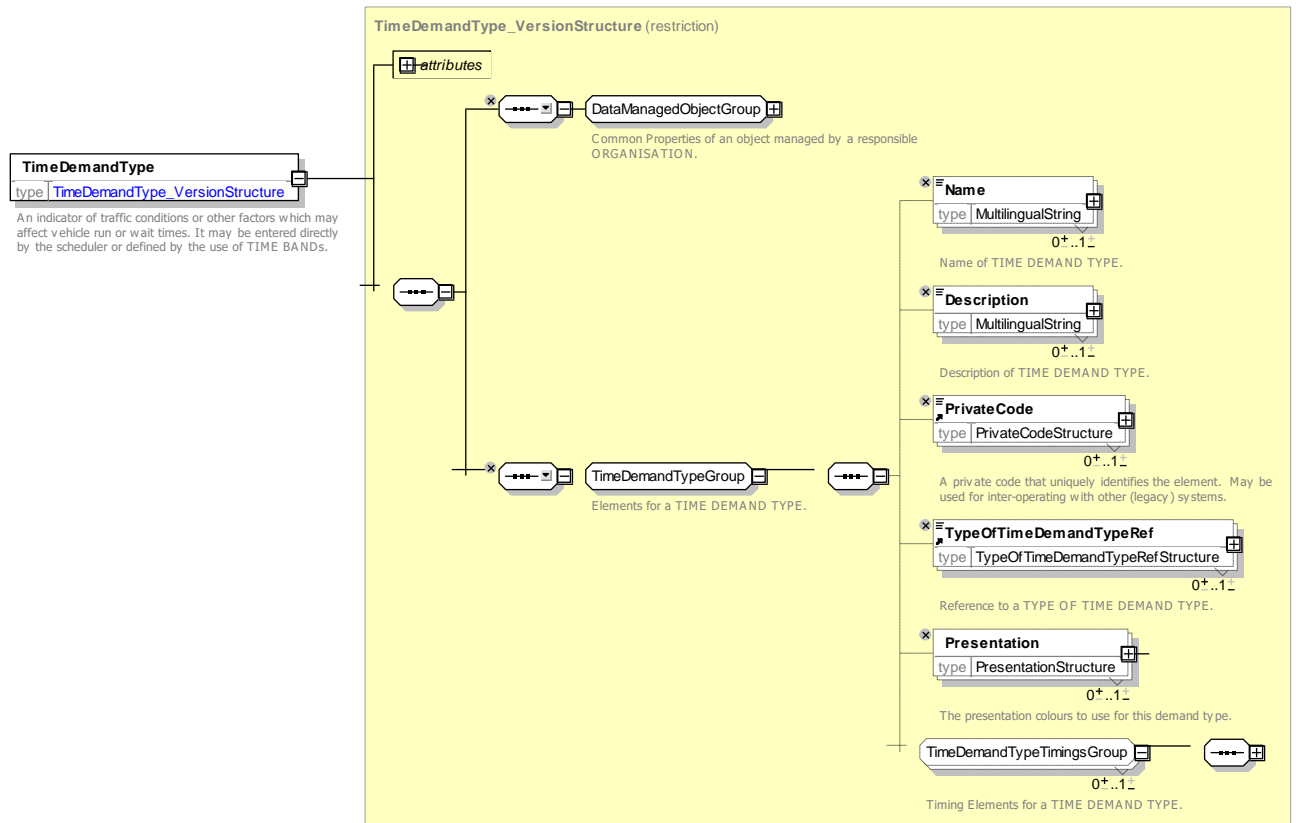 TimeDemandType_VersionStructure (restriction)
attributes
DataManagedObjectGroup
Common Properties of an object managed by a responsible
ORGANISATION.
TimeDemandType
type TimeDemandType_VersionStructure
An indicator of traffic conditions or other factors which may
affect vehicle run or wait times. It may be entered directly
by the scheduler or defined by the use of TIME BANDs.
Name
type MultilingualString
0..1
Name of TIME DEMAND TYPE.
Description
type MultilingualString
0..1
Description of TIME DEMAND TYPE.
PrivateCode
type PrivateCodeStructure
0..1
A private code that uniquely identifies the element. May be
used for inter-operating with other (legacy) systems.
TimeDemandTypeGroup
Elements for a TIME DEMAND TYPE.
TypeOfTimeDemandTypeRef
type TypeOfTimeDemandTypeRefStructure
0..1
Reference to a TYPE OF TIME DEMAND TYPE.
Presentation
type PresentationStructure
0..1
The presentation colours to use for this demand type.
TimeDemandTypeTimingsGroup
0..1
Timing Elements for a TIME DEMAND TYPE.